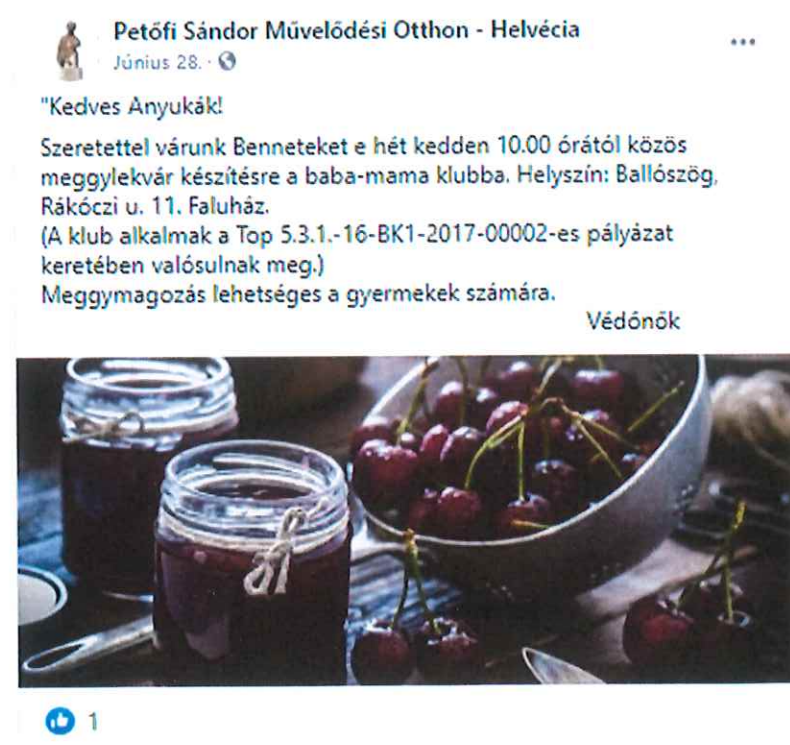 Petőfi Sándor Művelődési Otthon - Helvécia
Június 28. ·
"Kedves Anyukák!
Szeretettel várunk Benneteket e hét kedden 10.00 órától közös
meggylekvár készítésre a baba-mama klubba. Helyszín: Ballószög,
Rákóczi u. 11. Faluház.
(A klub alkalmak a Top 5.3.1.-16-BK1-2017-00002-es pályázat
keretében valósulnak meg.)
Meggymagozás lehetséges a gyermekek számára.
Védőnők
1